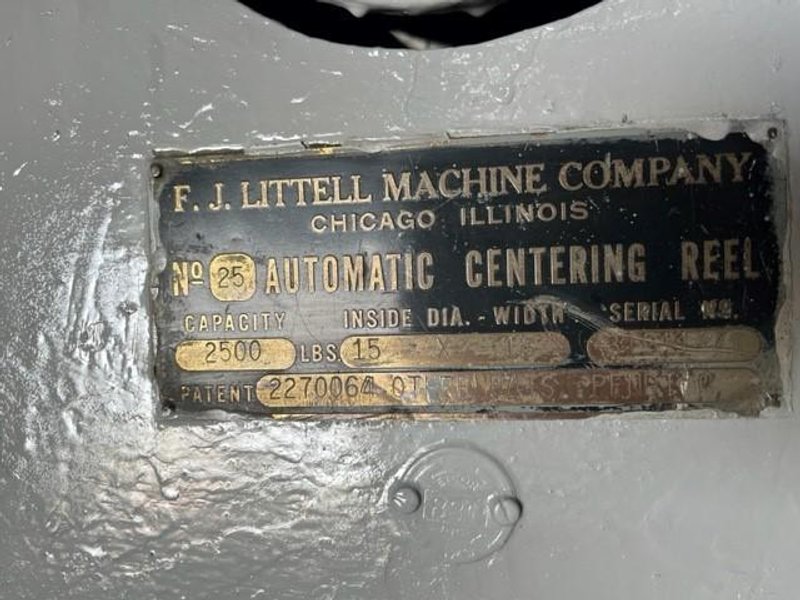 F. J. LITTELL MACHINE COMPANY
CHICAGO ILLINOIS
Nº 25 AUTOMATIC CENTERING REEL
CAPACITY INSIDE DIA. - WIDTH SERIAL NO.
2500 LBS. 15 X
PATENT 2270064